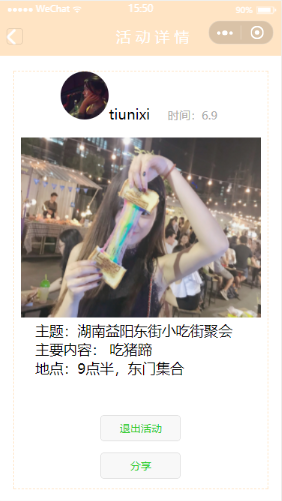 WeChat 15:50 90%
活动详情
tiunixi 时间：6.9
主题：湖南益阳东街小吃街聚会
主要内容： 吃猪蹄
地点：9点半，东门集合
退出活动
分享